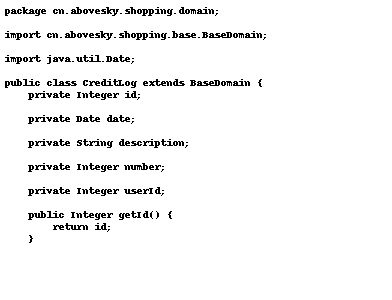 package cn.abovesky.shopping.domain;
import cn.abovesky.shopping.base.BaseDomain;
import java.util.Date;
public class CreditLog extends BaseDomain {
    private Integer id;
    private Date date;
    private String description;
    private Integer number;
    private Integer userId;
    public Integer getId() {
        return id;
    }